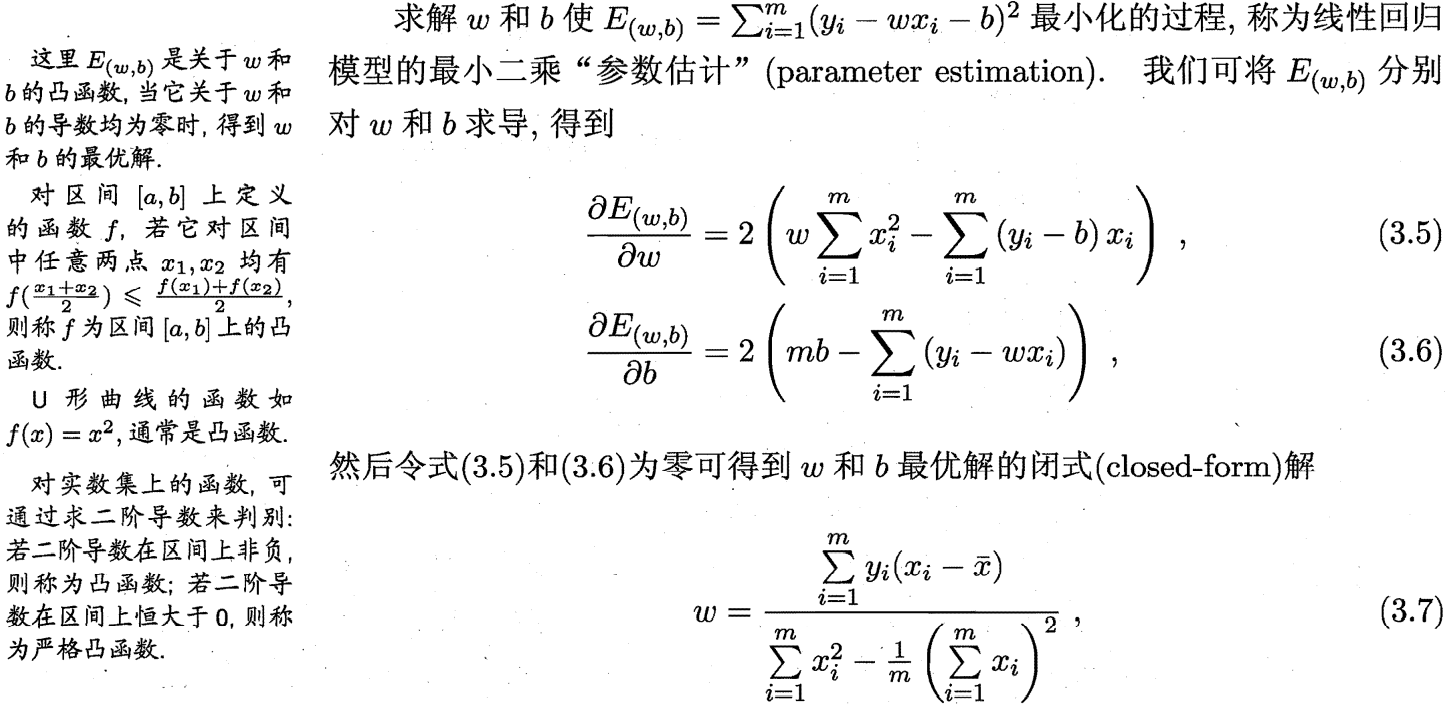 求解 w 和 b 使 E_{(w,b)} = \sum_{i=1}^{m}(y_i − wx_i − b)^2 最小化的过程, 称为线性回归
模型的最小二乘 “参数估计” (parameter estimation). 我们可将 E_{(w,b)} 分别
对 w 和 b 求导, 得到
\frac{∂E_{(w,b)}}{∂w} = 2 \left( w \sum_{i=1}^{m} x_i^2 − \sum_{i=1}^{m} (y_i − b) x_i \right) , (3.5)
\frac{∂E_{(w,b)}}{∂b} = 2 \left( mb − \sum_{i=1}^{m} (y_i − wx_i) \right) , (3.6)
然后令式(3.5)和(3.6)为零可得到 w 和 b 最优解的闭式(closed-form)解
w = \frac{\sum_{i=1}^{m} y_i(x_i − \bar{x})}{\sum_{i=1}^{m} x_i^2 − \frac{1}{m} \left( \sum_{i=1}^{m} x_i \right)^2} , (3.7)
这里 E_{(w,b)} 是关于 w 和
b 的凸函数, 当它关于 w 和
b 的导数均为零时, 得到 w
和 b 的最优解.
对区间 [a,b] 上定义
的函数 f, 若它对区间
中任意两点 x_1,x_2 均有
f(\frac{x_1+x_2}{2}) ⩽ \frac{f(x_1)+f(x_2)}{2},
则称 f 为区间 [a,b] 上的凸
函数.
U 形曲线的函数如
f(x) = x^2, 通常是凸函数.
对实数集上的函数, 可
通过求二阶导数来判别:
若二阶导数在区间上非负,
则称为凸函数; 若二阶导
数在区间上恒大于 0, 则称
为严格凸函数.